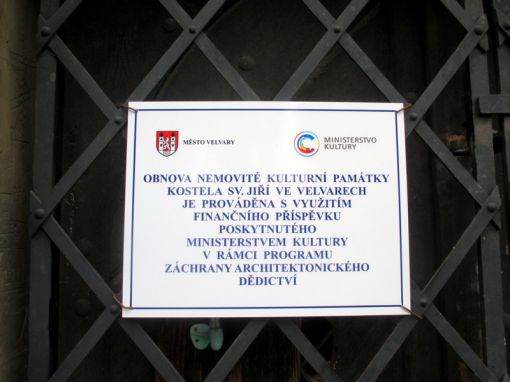 MĚSTO VELVARY
MINISTERSTVO
KULTURY
OBNOVA NEMOVITÉ KULTURNÍ PAMÁTKY
KOSTELA SV. JIŘÍ VE VELVARECH
JE PROVÁDĚNA S VYUŽITÍM
FINANČNÍHO PŘÍSPĚVKU
POSKYTNUTÉHO
MINISTERSTVEM KULTURY
V RÁMCI PROGRAMU
ZÁCHRANY ARCHITEKTONICKÉHO
DĚDICTVÍ